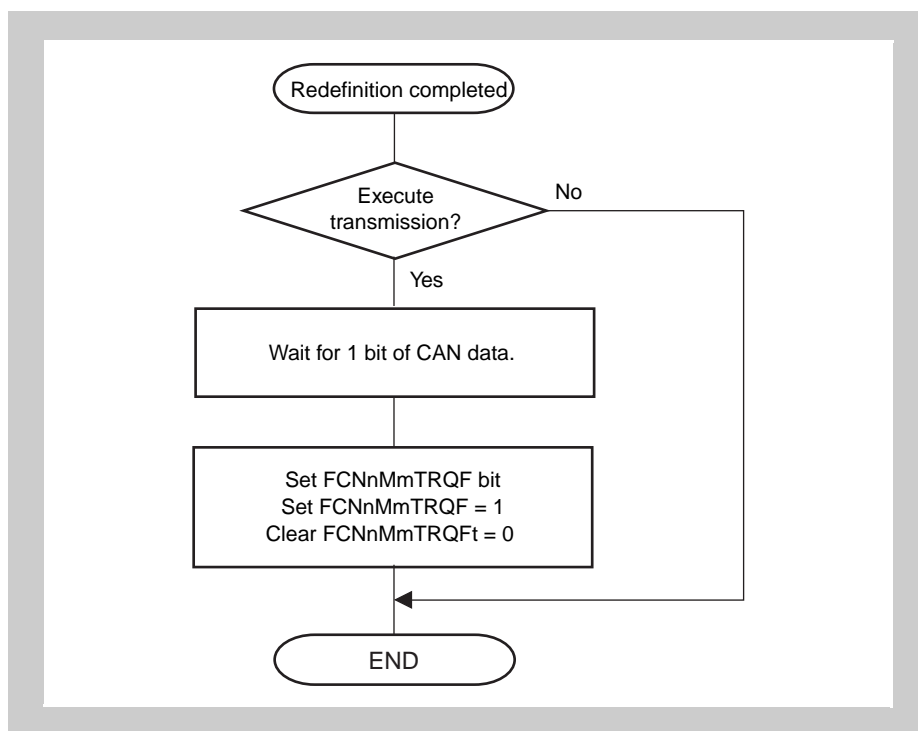 Redefinition completed
Execute
transmission?
No
Yes
Wait for 1 bit of CAN data.
Set FCNnMmTRQF bit
Set FCNnMmTRQF = 1
Clear FCNnMmTRQFt = 0
END